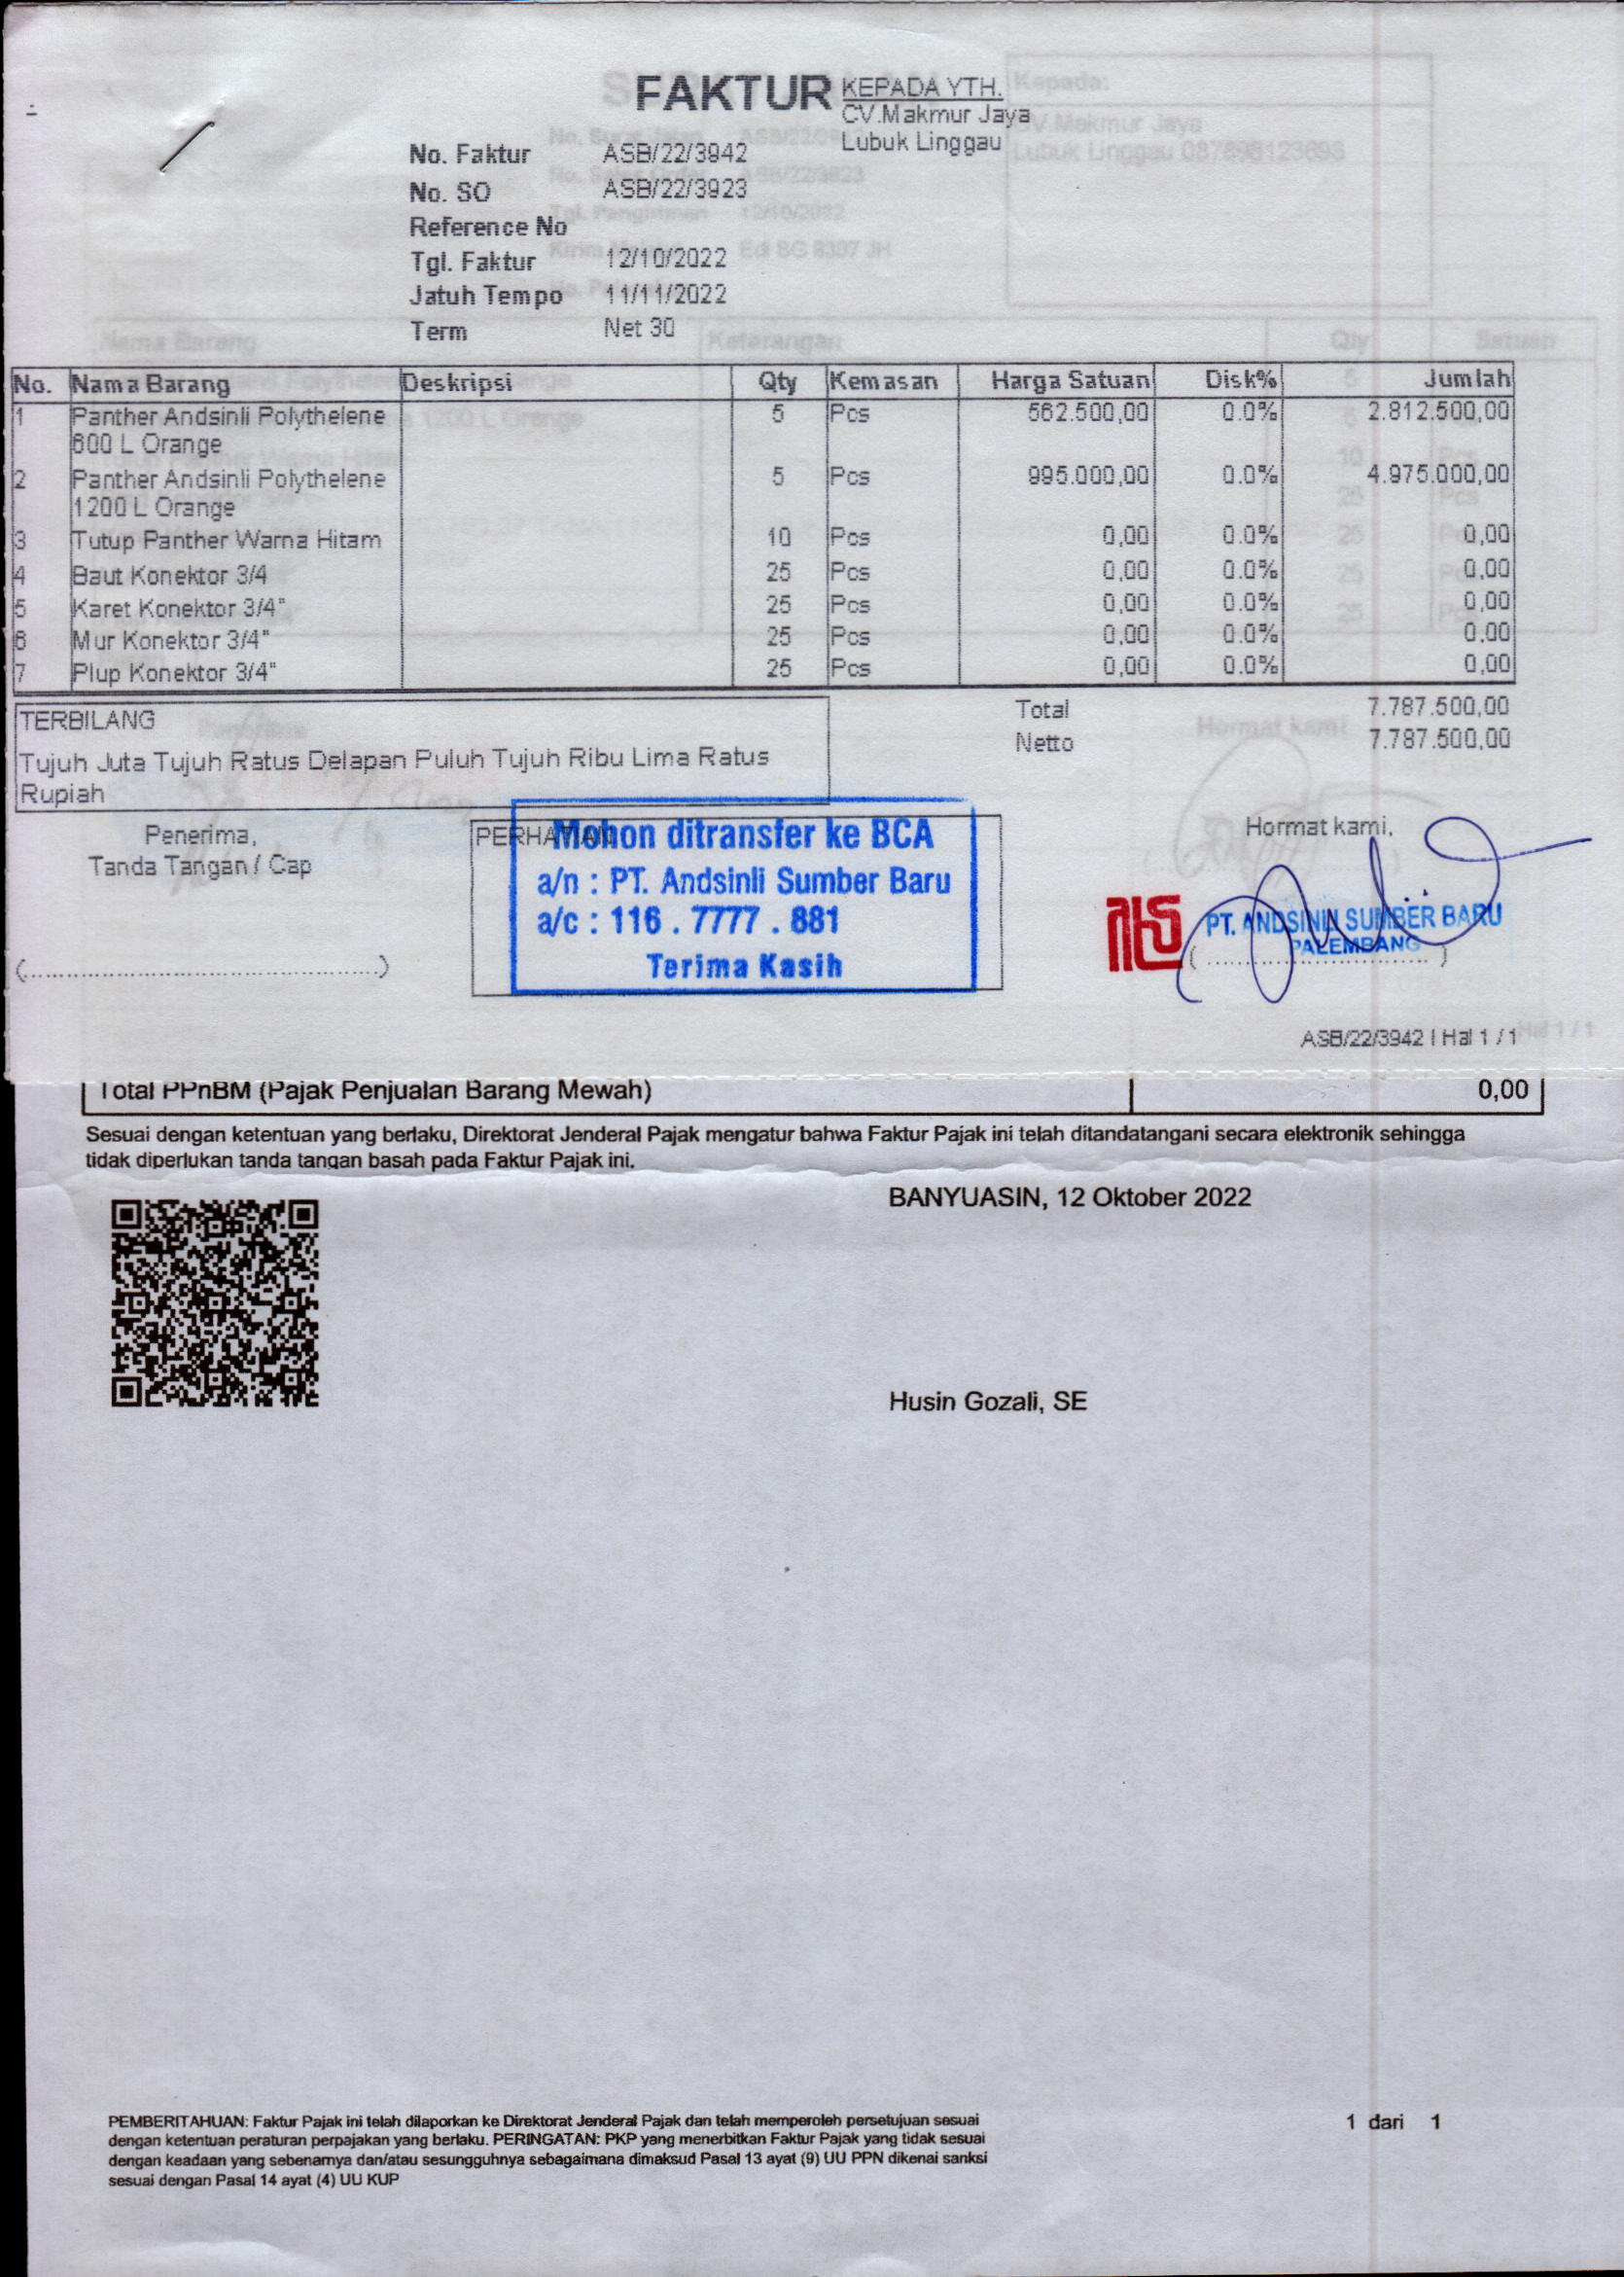 FAKTUR
KEPADA YTH.
CV.Makmur Jaya
Lubuk Linggau
No. Faktur ASB/22/3942
No. SO ASB/22/3923
Reference No
Tgl. Faktur 12/10/2022
Jatuh Tempo 11/11/2022
Term Net 30
No. Nama Barang Deskripsi Qty Kemasan Harga Satuan Disk% Jumlah
1 Panther Andsinli Polythelene 5 Pcs 562.500,00 0.0% 2.812.500,00
600 L Orange
2 Panther Andsinli Polythelene 5 Pcs 995.000,00 0.0% 4.975.000,00
1200 L Orange
3 Tutup Panther Warna Hitam 10 Pcs 0,00 0.0% 0,00
4 Baut Konektor 3/4 25 Pcs 0,00 0.0% 0,00
5 Karet Konektor 3/4" 25 Pcs 0,00 0.0% 0,00
6 Mur Konektor 3/4" 25 Pcs 0,00 0.0% 0,00
7 Plup Konektor 3/4" 25 Pcs 0,00 0.0% 0,00
TERBILANG
Tujuh Juta Tujuh Ratus Delapan Puluh Tujuh Ribu Lima Ratus
Rupiah
Total 7.787.500,00
Netto 7.787.500,00
Penerima,
Tanda Tangan / Cap
(......)
PERHATIAN
Mohon ditransfer ke BCA
a/n : PT. Andsinli Sumber Baru
a/c : 116 . 7777 . 881
Terima Kasih
Hormat kami,
PT. ANDSINLI SUMBER BARU
PALEMBANG
(......)
ASB/22/3942 | Hal 1 / 1
Total PPnBM (Pajak Penjualan Barang Mewah) 0,00
Sesuai dengan ketentuan yang berlaku, Direktorat Jenderal Pajak mengatur bahwa Faktur Pajak ini telah ditandatangani secara elektronik sehingga
tidak diperlukan tanda tangan basah pada Faktur Pajak ini.
BANYUASIN, 12 Oktober 2022
Husin Gozali, SE
PEMBERITAHUAN: Faktur Pajak ini telah dilaporkan ke Direktorat Jenderal Pajak dan telah memperoleh persetujuan sesuai
dengan ketentuan peraturan perpajakan yang berlaku. PERINGATAN: PKP yang menerbitkan Faktur Pajak yang tidak sesuai
dengan keadaan yang sebenarnya dan/atau sesungguhnya sebagaimana dimaksud Pasal 13 ayat (9) UU PPN dikenai sanksi
sesuai dengan Pasal 14 ayat (4) UU KUP
1 dari 1